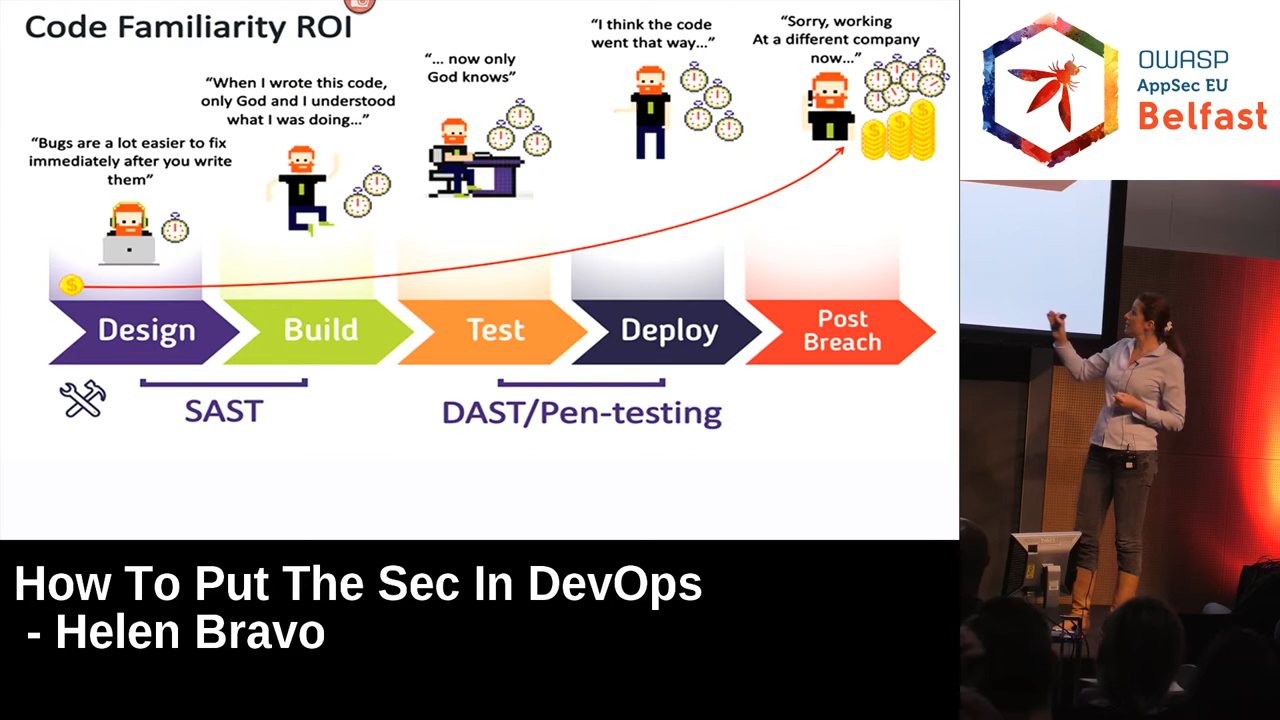 Code Familiarity ROI
“Bugs are a lot easier to fix
immediately after you write
them”
“When I wrote this code,
only God and I understood
what I was doing...”
“... now only
God knows”
“I think the code
went that way...”
“Sorry, working
At a different company
now...”
Design
Build
Test
Deploy
Post
Breach
SAST
DAST/Pen-testing
OWASP
AppSec EU
Belfast
How To Put The Sec In DevOps
- Helen Bravo